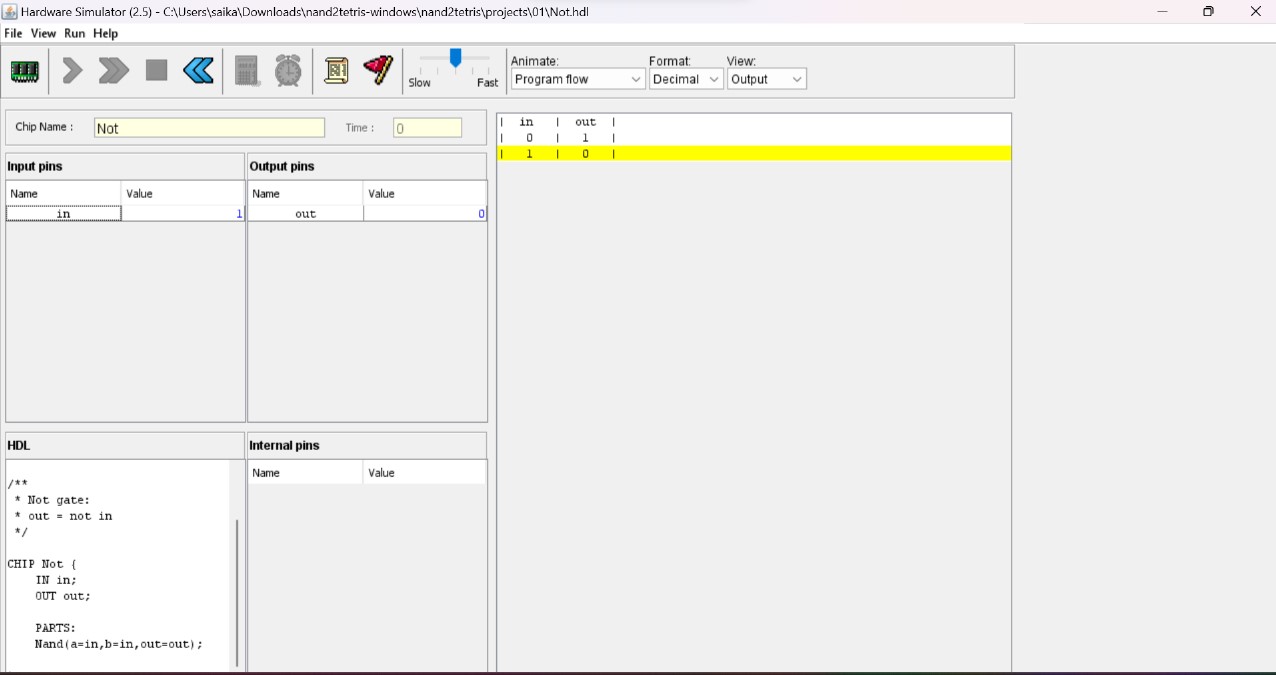 Hardware Simulator (2.5) - C:\Users\saika\Downloads\nand2tetris-windows\nand2tetris\projects\01\Not.hdl
File View Run Help
Slow Fast
Animate: Format: View:
Program flow Decimal Output
Chip Name : Not Time : 0
Input pins Output pins
Name Value Name Value
in 1 out 0
| in | out |
| 0 | 1 |
| 1 | 0 |
HDL Internal pins
Name Value
/**
* Not gate:
* out = not in
*/
CHIP Not {
IN in;
OUT out;
PARTS:
Nand(a=in,b=in,out=out);